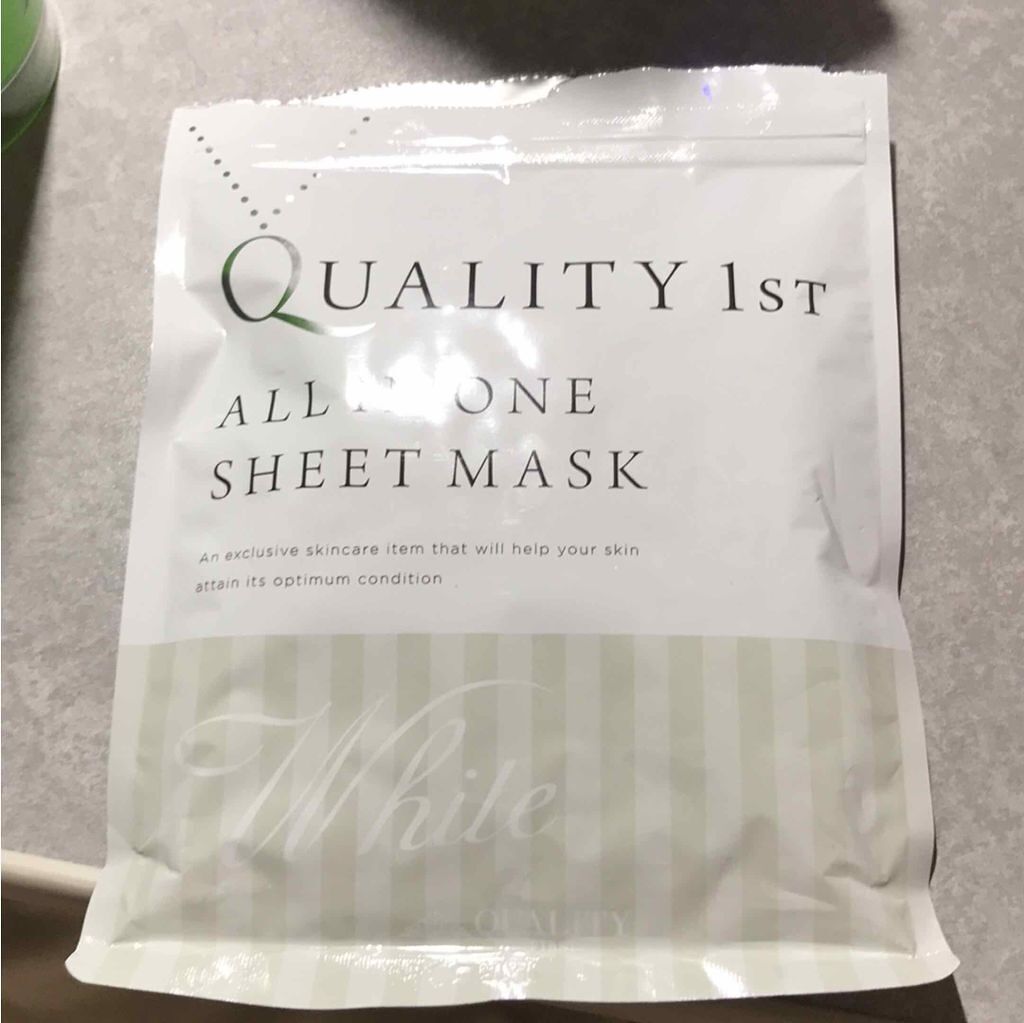 QUALITY 1ST
ALL IN ONE
SHEET MASK
An exclusive skincare item that will help your skin
attain its optimum condition
White
QUALITY